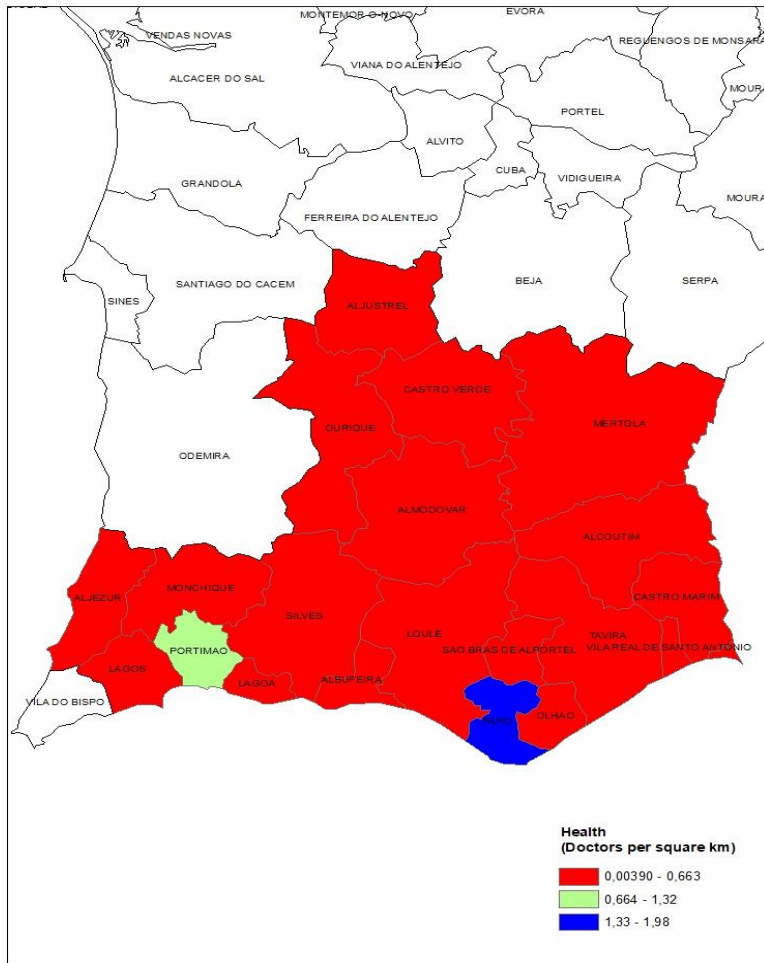 MONTEMOR-O-NOVO
EVORA
VENDAS NOVAS
REGUENGOS DE MONSARA
VIANA DO ALENTEJO
ALCACER DO SAL
MOURA
PORTEL
ALVITO
CUBA
VIDIGUEIRA
GRANDOLA
MOURA
FERREIRA DO ALENTEJO
SANTIAGO DO CACEM
BEJA
SERPA
SINES
ALJUSTREL
CASTRO VERDE
MERTOLA
OURIQUE
ODEMIRA
ALMODOVAR
ALCOUTIM
MONCHIQUE
ALJEZUR
CASTRO MARIM
SILVES
LOULE
TAVIRA
SAO BRAS DE ALPORTEL
VILA REAL DE SANTO ANTONIO
PORTIMAO
LAGOS
LAGOA
ALBUFEIRA
VILA DO BISPO
FARO
OLHAO
Health
(Doctors per square km)
0,00390 - 0,663
0,664 - 1,32
1,33 - 1,98